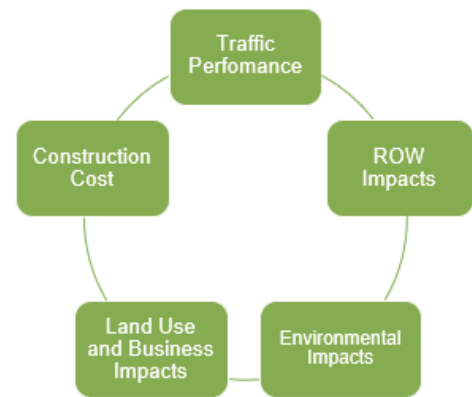 Traffic
Perfomance
ROW
Impacts
Environmental
Impacts
Land Use
and Business
Impacts
Construction
Cost